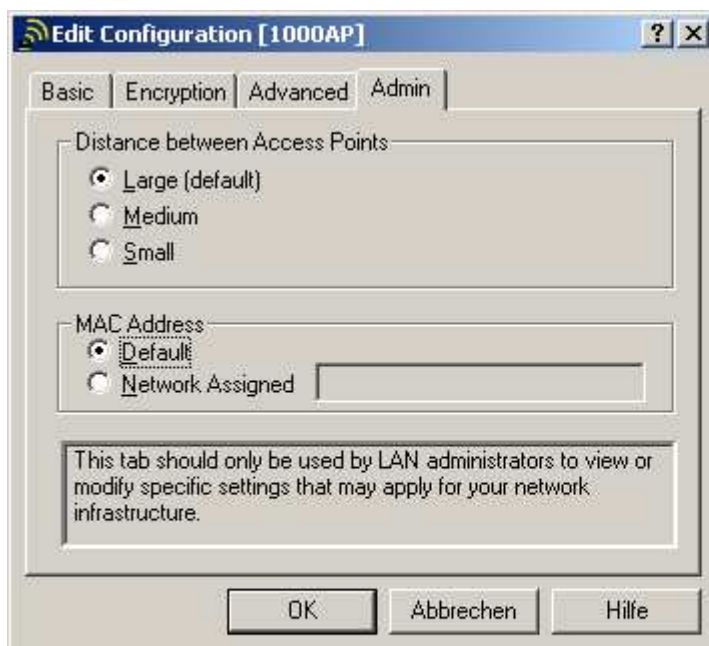 Edit Configuration [1000AP]
Basic Encryption Advanced Admin
Distance between Access Points
Large (default)
Medium
Small
MAC Address
Default
Network Assigned
This tab should only be used by LAN administrators to view or
modify specific settings that may apply for your network
infrastructure.
OK Abbrechen Hilfe